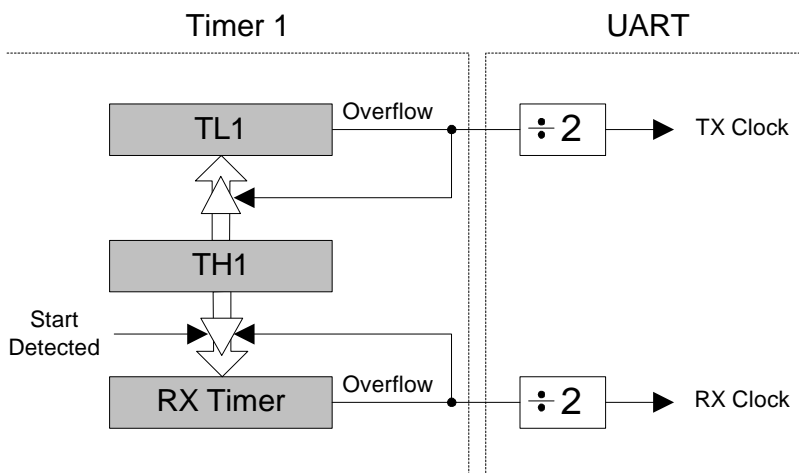 Timer 1
UART
TL1
Overflow
÷ 2
TX Clock
TH1
Start
Detected
RX Timer
Overflow
÷ 2
RX Clock